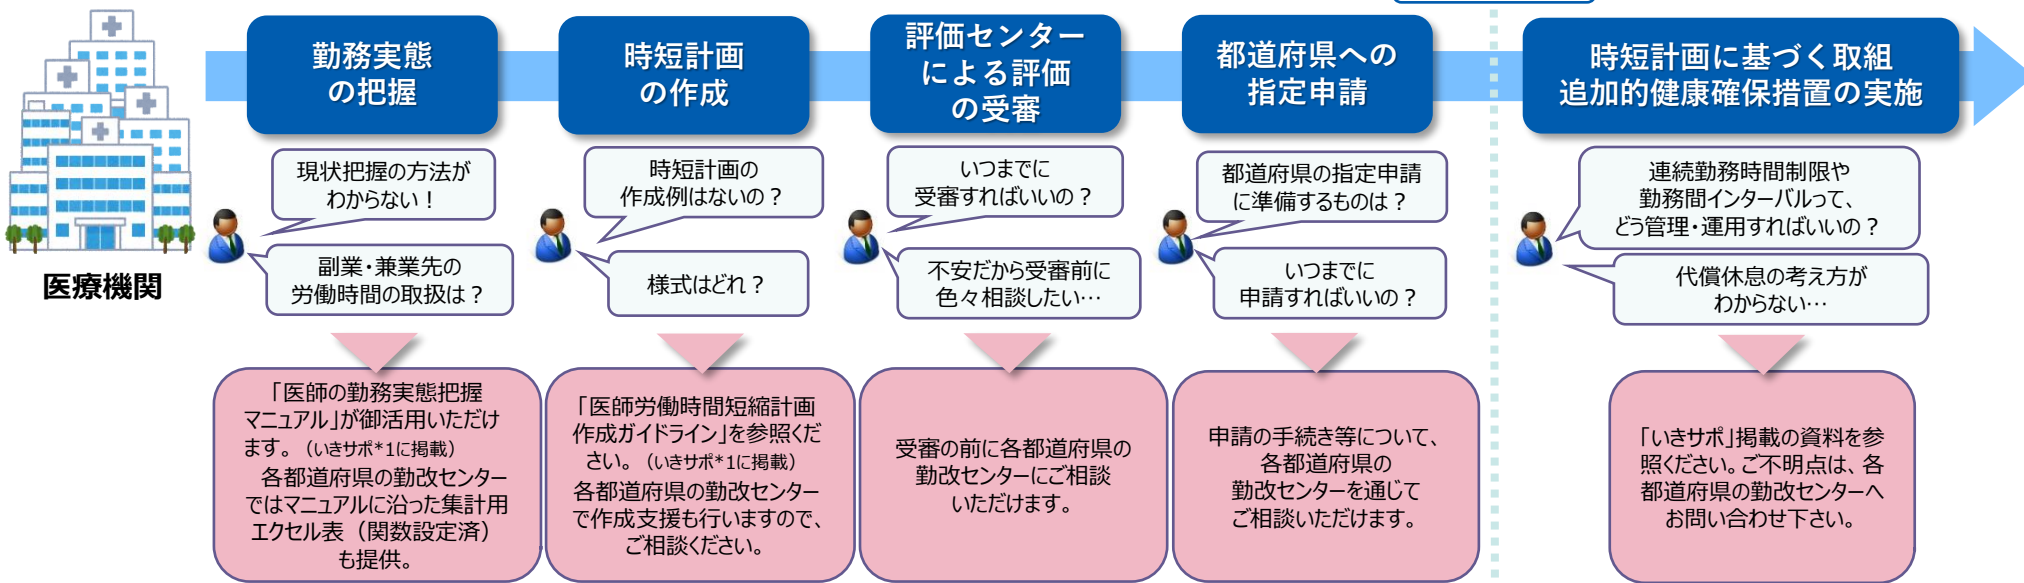 医療機関
勤務実態
の把握
現状把握の方法が
わからない！
副業・兼業先の
労働時間の取扱は？
「医師の勤務実態把握
マニュアル」が御活用いただけ
ます。（いきサポ*1に掲載）
各都道府県の勤改センター
ではマニュアルに沿った集計用
エクセル表（関数設定済）
も提供。
時短計画
の作成
時短計画の
作成例はないの？
様式はどれ？
「医師労働時間短縮計画
作成ガイドライン」を参照くだ
さい。（いきサポ*1に掲載）
各都道府県の勤改センター
で作成支援も行いますので、
ご相談ください。
評価センター
による評価
の受審
いつまでに
受審すればいいの？
不安だから受審前に
色々相談したい…
受審の前に各都道府県の
勤改センターにご相談
いただけます。
都道府県への
指定申請
都道府県の指定申請
に準備するものは？
いつまでに
申請すればいいの？
申請の手続き等について、
各都道府県の
勤改センターを通じて
ご相談いただけます。
時短計画に基づく取組
追加的健康確保措置の実施
連続勤務時間制限や
勤務間インターバルって、
どう管理・運用すればいいの？
代償休息の考え方が
わからない…
「いきサポ」掲載の資料を参
照ください。ご不明点は、各
都道府県の勤改センターへ
お問い合わせ下さい。